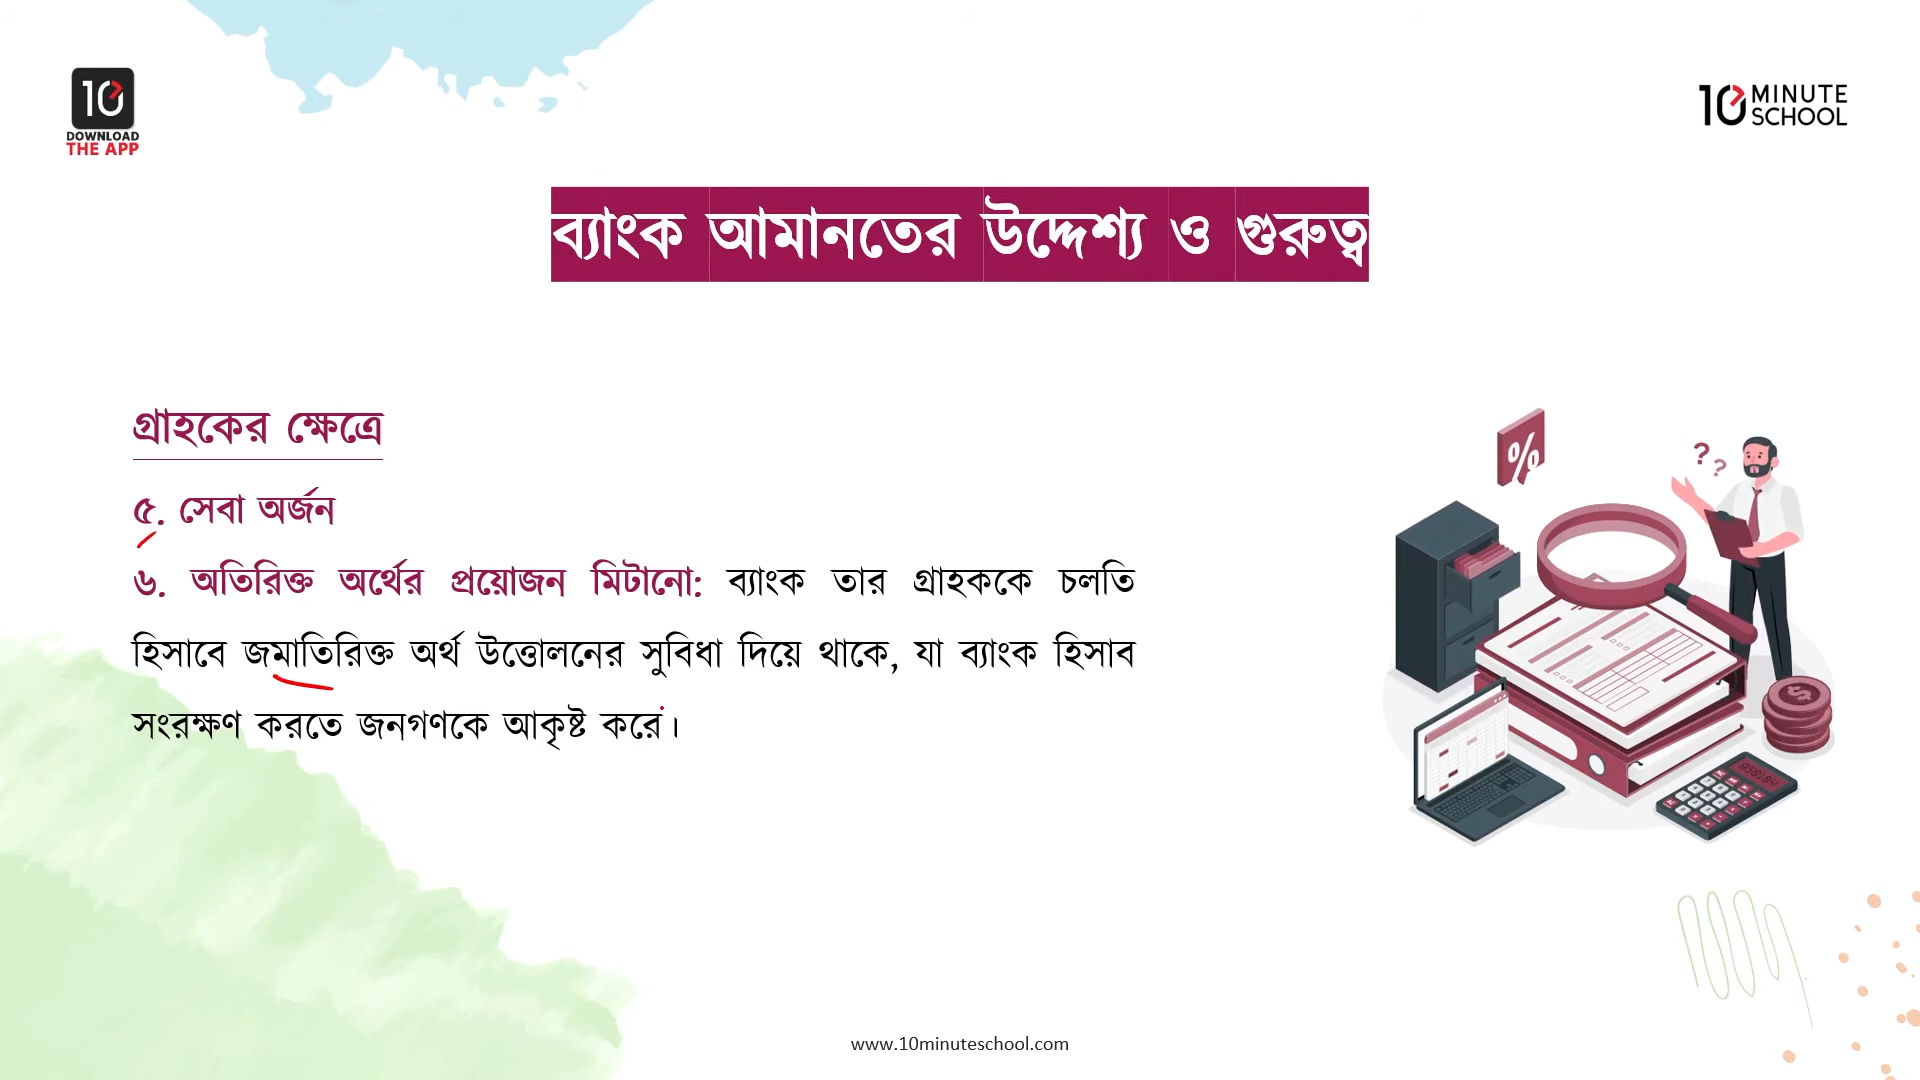 10
DOWNLOAD
THE APP
10 MINUTE
SCHOOL
ব্যাংক আমানতের উদ্দেশ্য ও গুরুত্ব
গ্রাহকের ক্ষেত্রে
৫. সেবা অর্জন
৬. অতিরিক্ত অর্থের প্রয়োজন মিটানো: ব্যাংক তার গ্রাহককে চলতি
হিসাবে জমাতিরিক্ত অর্থ উত্তোলনের সুবিধা দিয়ে থাকে, যা ব্যাংক হিসাব
সংরক্ষণ করতে জনগণকে আকৃষ্ট করে।
%
? ?
$
www.10minuteschool.com